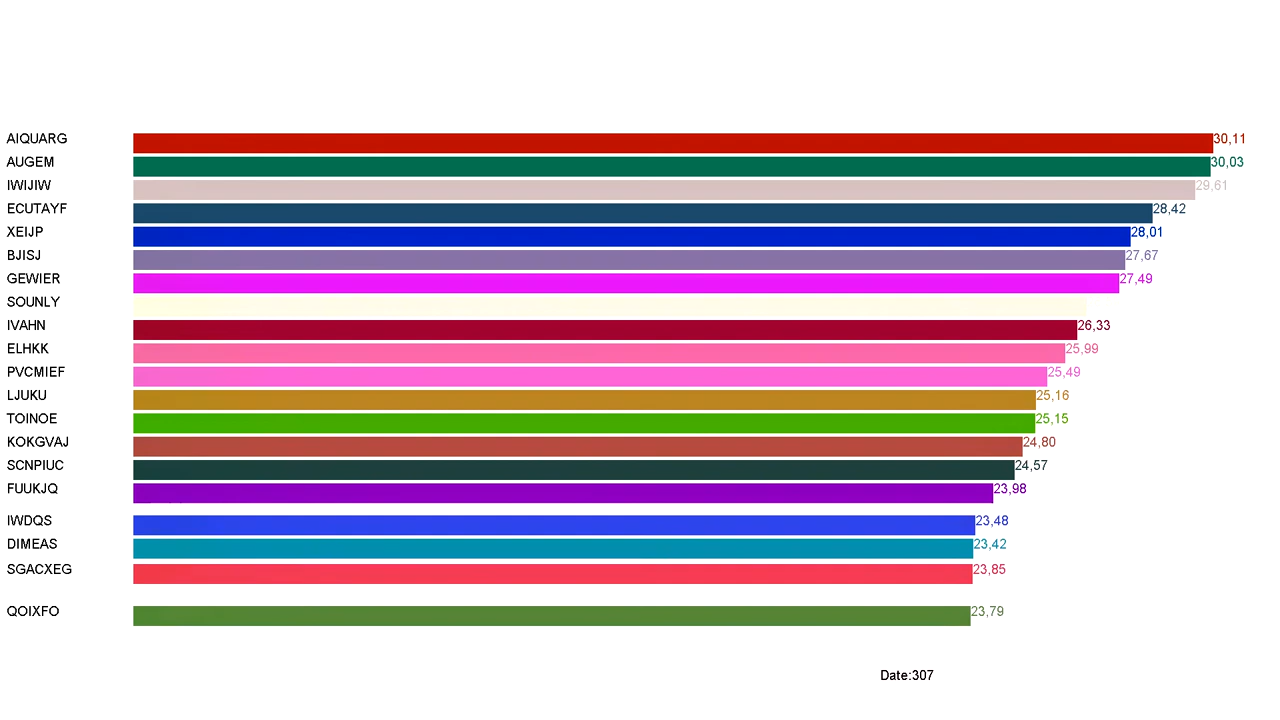 AIQUARG 30,11
AUGEM 30,03
IWIJIW 29,61
ECUTAYF 28,42
XEIJP 28,01
BJISJ 27,67
GEWIER 27,49
SOUNLY
IVAHN 26,33
ELHKK 25,99
PVCMIEF 25,49
LJUKU 25,16
TOINOE 25,15
KOKGVAJ 24,80
SCNPIUC 24,57
FUUKJQ 23,98
IWDQS 23,48
DIMEAS 23,42
SGACXEG 23,85
QOIXFO 23,79
Date:307